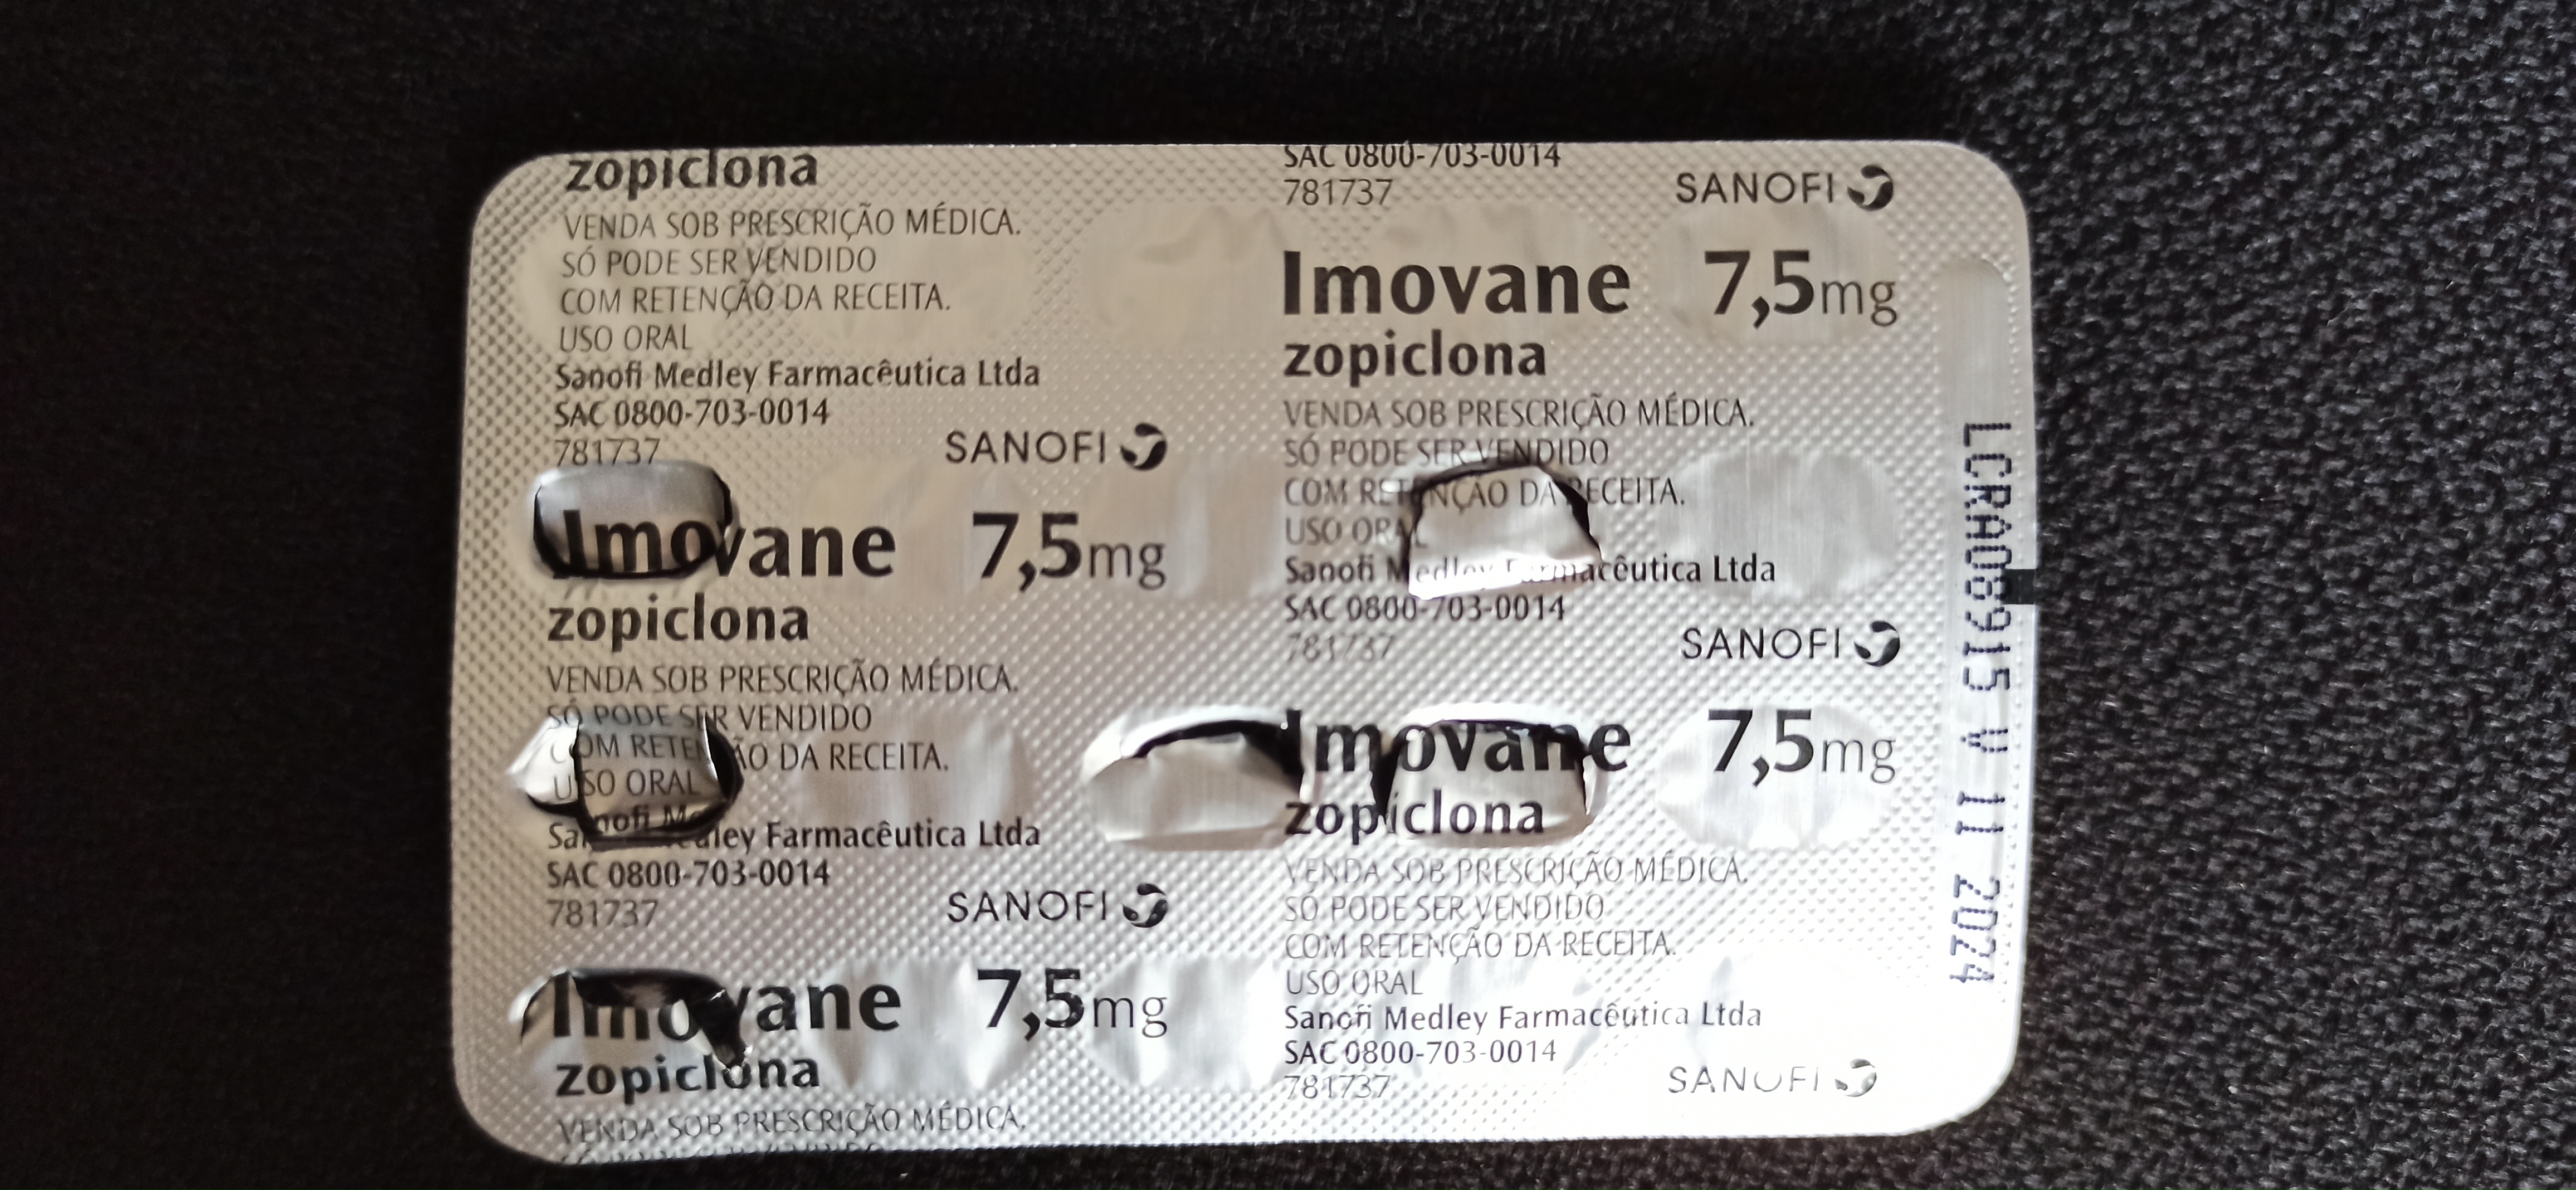 zopiclona
VENDA SOB PRESCRIÇÃO MÉDICA.
SÓ PODE SER VENDIDO
COM RETENÇÃO DA RECEITA.
USO ORAL
Sanofi Medley Farmacêutica Ltda
SAC 0800-703-0014
781737
SANOFI
Imovane 7,5mg
zopiclona
VENDA SOB PRESCRIÇÃO MÉDICA.
SÓ PODE SER VENDIDO
COM RETENÇÃO DA RECEITA.
USO ORAL
Sanofi Medley Farmacêutica Ltda
SAC 0800-703-0014
781737
SANOFI
Imovane 7,5mg
zopiclona
VENDA SOB PRESCRIÇÃO MÉDICA.
SAC 0800-703-0014
781737
SANOFI
Imovane 7,5mg
zopiclona
VENDA SOB PRESCRIÇÃO MÉDICA.
SÓ PODE SER VENDIDO
COM RETENÇÃO DA RECEITA.
USO ORAL
Sanofi Medley Farmacêutica Ltda
SAC 0800-703-0014
781737
SANOFI
Imovane 7,5mg
zopiclona
VENDA SOB PRESCRIÇÃO MÉDICA.
SÓ PODE SER VENDIDO
COM RETENÇÃO DA RECEITA.
USO ORAL
Sanofi Medley Farmacêutica Ltda
SAC 0800-703-0014
781737
SANOFI
LCRA08915 V 11 2024